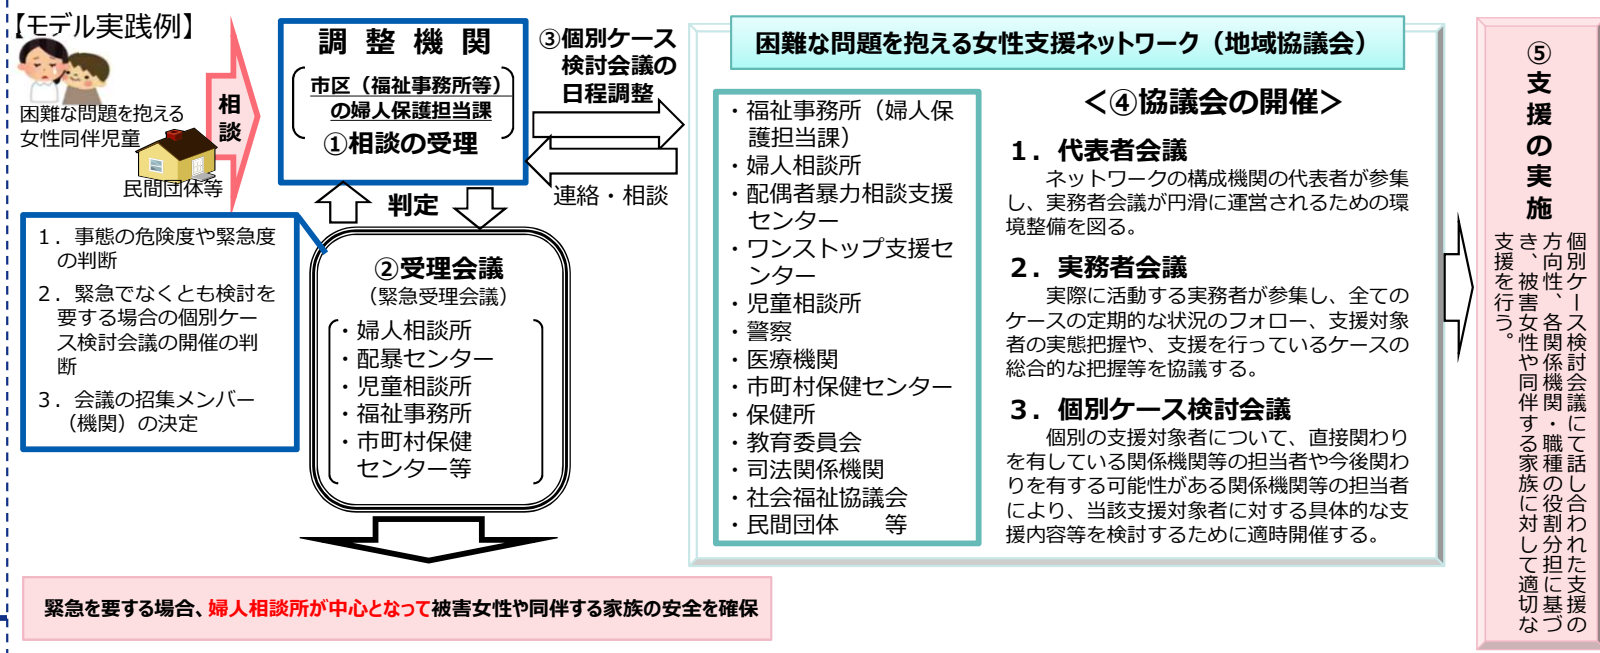 【モデル実践例】
困難な問題を抱える
女性同伴児童
民間団体等
相
談
調 整 機 関
市区（福祉事務所等）
の婦人保護担当課
①相談の受理
③個別ケース
検討会議の
日程調整
連絡・相談
判定
１．事態の危険度や緊急度
の判断
２．緊急でなくとも検討を
要する場合の個別ケー
ス検討会議の開催の判
断
３．会議の招集メンバー
（機関）の決定
②受理会議
（緊急受理会議）
・婦人相談所
・配暴センター
・児童相談所
・福祉事務所
・市町村保健
センター等
緊急を要する場合、婦人相談所が中心となって被害女性や同伴する家族の安全を確保
困難な問題を抱える女性支援ネットワーク（地域協議会）
・福祉事務所（婦人保
護担当課）
・婦人相談所
・配偶者暴力相談支援
センター
・ワンストップ支援セ
ンター
・児童相談所
・警察
・医療機関
・市町村保健センター
・保健所
・教育委員会
・司法関係機関
・社会福祉協議会
・民間団体　　等
＜④協議会の開催＞
１．代表者会議
ネットワークの構成機関の代表者が参集
し、実務者会議が円滑に運営されるための環
境整備を図る。
２．実務者会議
実際に活動する実務者が参集し、全ての
ケースの定期的な状況のフォロー、支援対象
者の実態把握や、支援を行っているケースの
総合的な把握等を協議する。
３．個別ケース検討会議
個別の支援対象者について、直接関わり
を有している関係機関等の担当者や今後関わ
りを有する可能性がある関係機関等の担当者
により、当該支援対象者に対する具体的な支
援内容等を検討するために適時開催する。
⑤支援の実施
個別ケース検討会議にて話し合われた支援の
方向性、各関係機関・職種の役割分担に基づ
き、被害女性や同伴する家族に対して適切な
支援を行う。